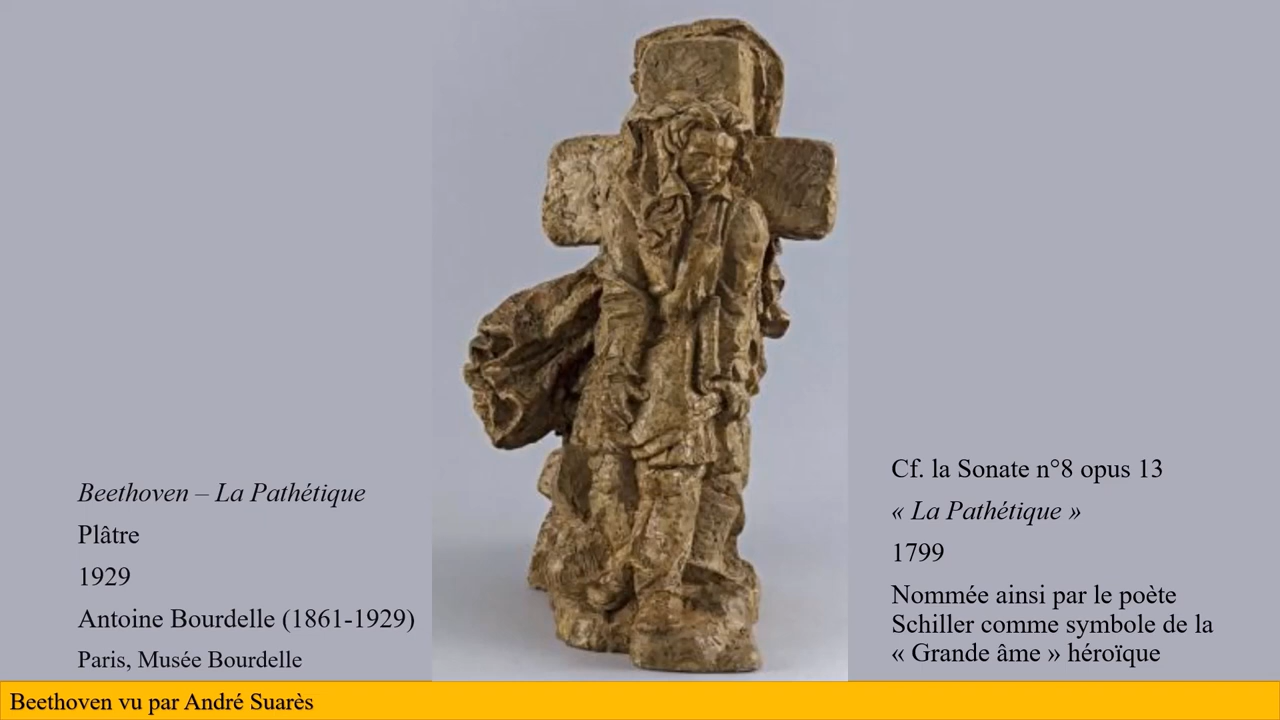 Beethoven – La Pathétique
Plâtre
1929
Antoine Bourdelle (1861-1929)
Paris, Musée Bourdelle
Cf. la Sonate n°8 opus 13
« La Pathétique »
1799
Nommée ainsi par le poète
Schiller comme symbole de la
« Grande âme » héroïque
Beethoven vu par André Suarès